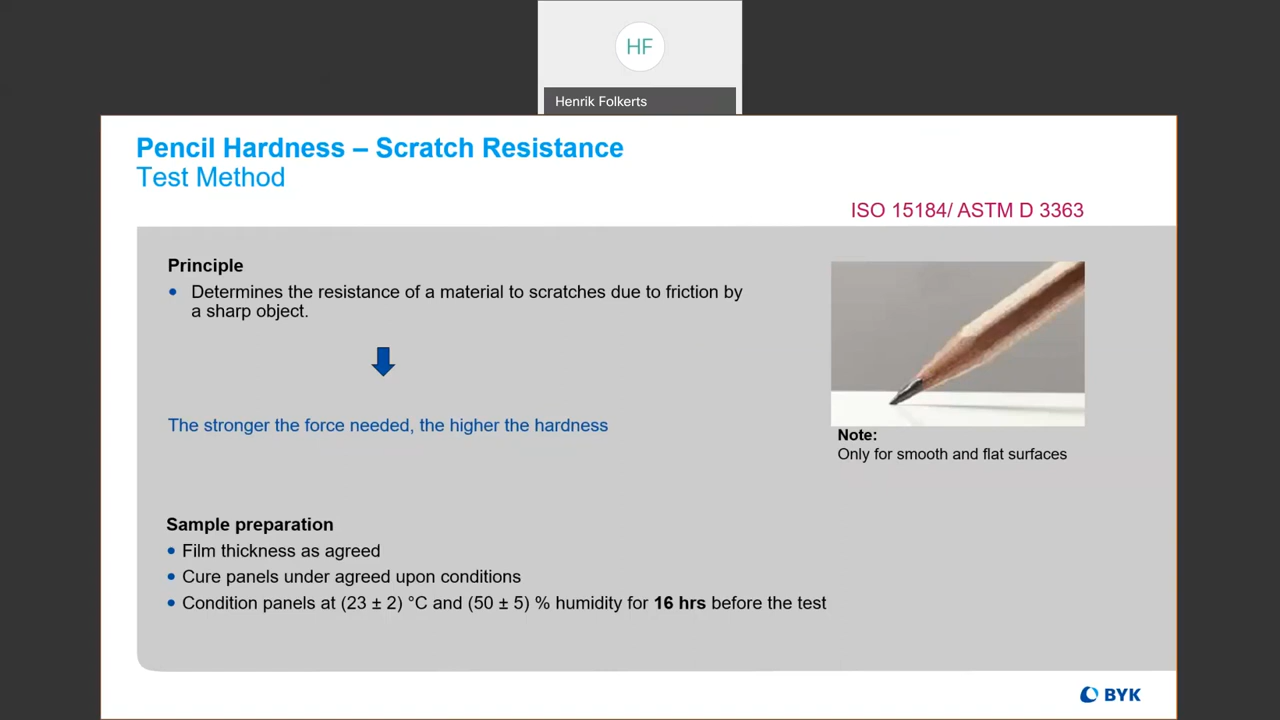 HF
Henrik Folkerts
Pencil Hardness – Scratch Resistance
Test Method
ISO 15184/ ASTM D 3363
Principle
• Determines the resistance of a material to scratches due to friction by
a sharp object.
The stronger the force needed, the higher the hardness
Note:
Only for smooth and flat surfaces
Sample preparation
• Film thickness as agreed
• Cure panels under agreed upon conditions
• Condition panels at (23 ± 2) °C and (50 ± 5) % humidity for 16 hrs before the test
BYK